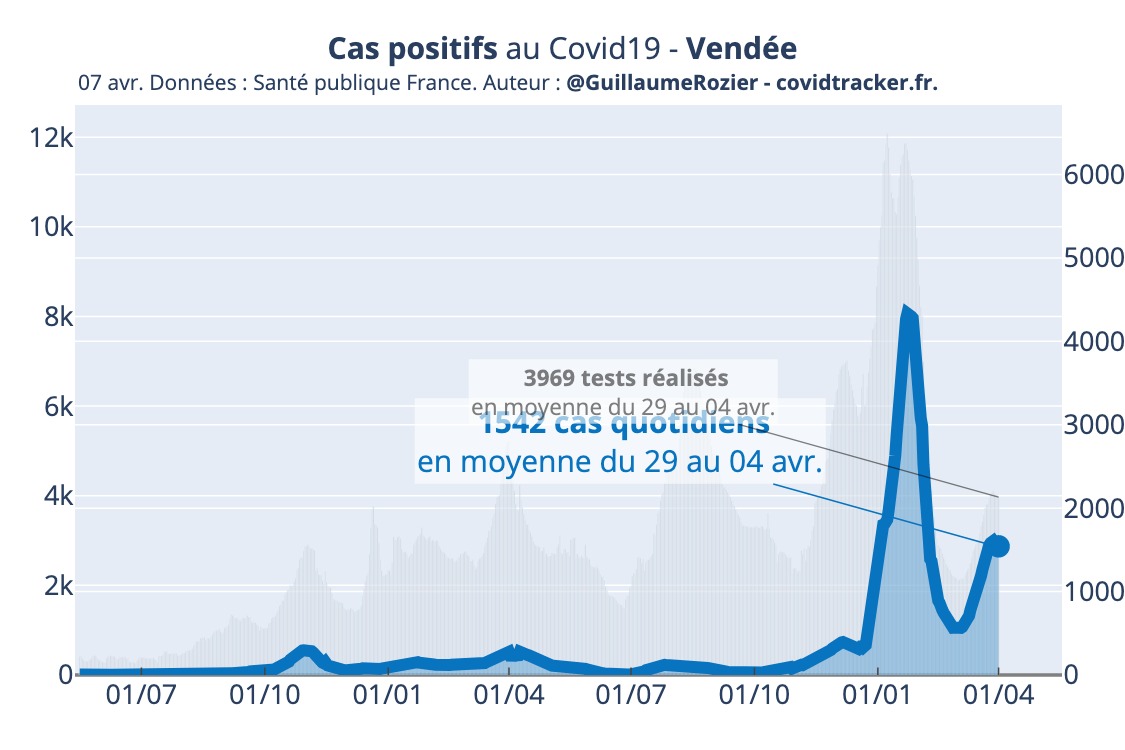 Cas positifs au Covid19 - Vendée
07 avr. Données : Santé publique France. Auteur : @GuillaumeRozier - covidtracker.fr.
12k
10k
8k
6k
4k
2k
0
6000
5000
4000
3000
2000
1000
0
3969 tests réalisés
en moyenne du 29 au 04 avr.
1542 cas quotidiens
en moyenne du 29 au 04 avr.
01/07 01/10 01/01 01/04 01/07 01/10 01/01 01/04